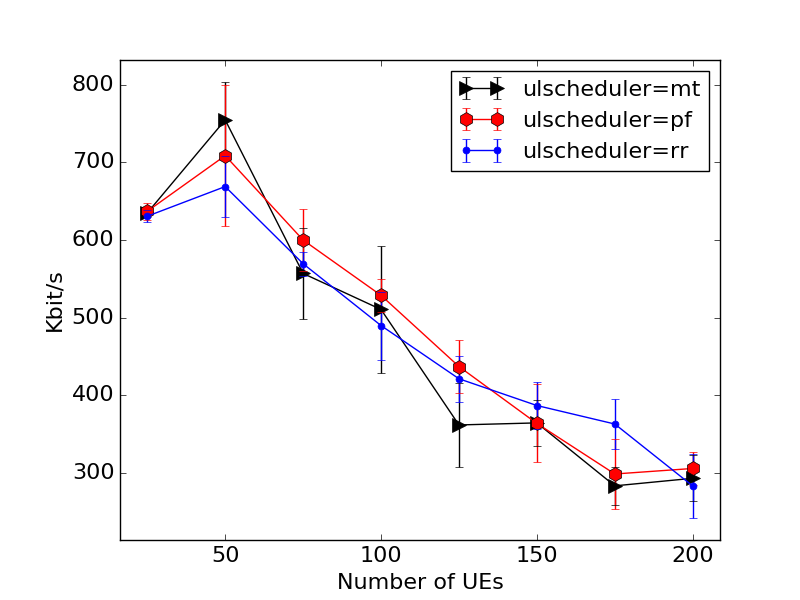 800
700
600
500
400
300
Kbit/s
50
100
150
200
Number of UEs
ulscheduler=mt
ulscheduler=pf
ulscheduler=rr